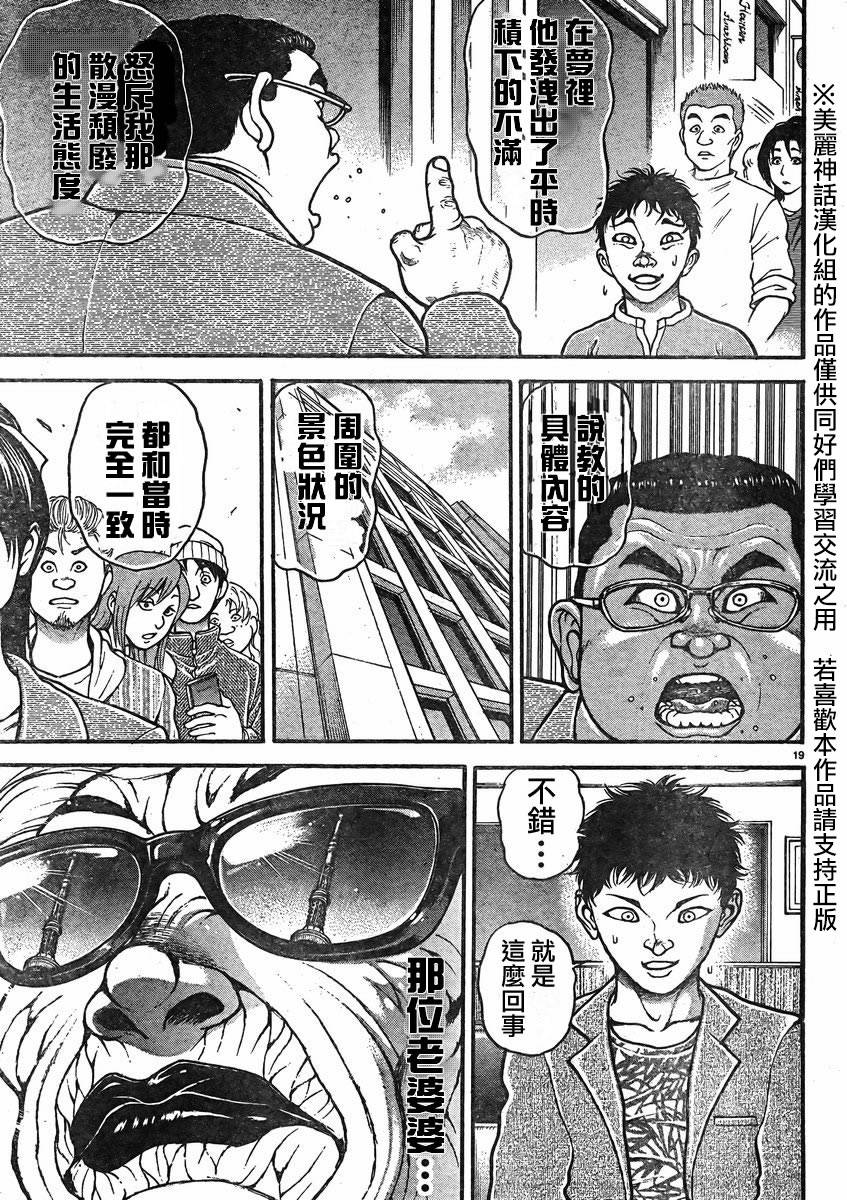 在夢裡
他發洩出了平時
積下的不滿
怒斥我那
散漫頹廢
的生活態度
說教的
具體內容
周圍的
景色狀況
都和當時
完全一致
19
不錯…
就是
這麼回事
那位老婆婆…
※美麗神話漢化組的作品僅供同好們學習交流之用 若喜歡本作品請支持正版